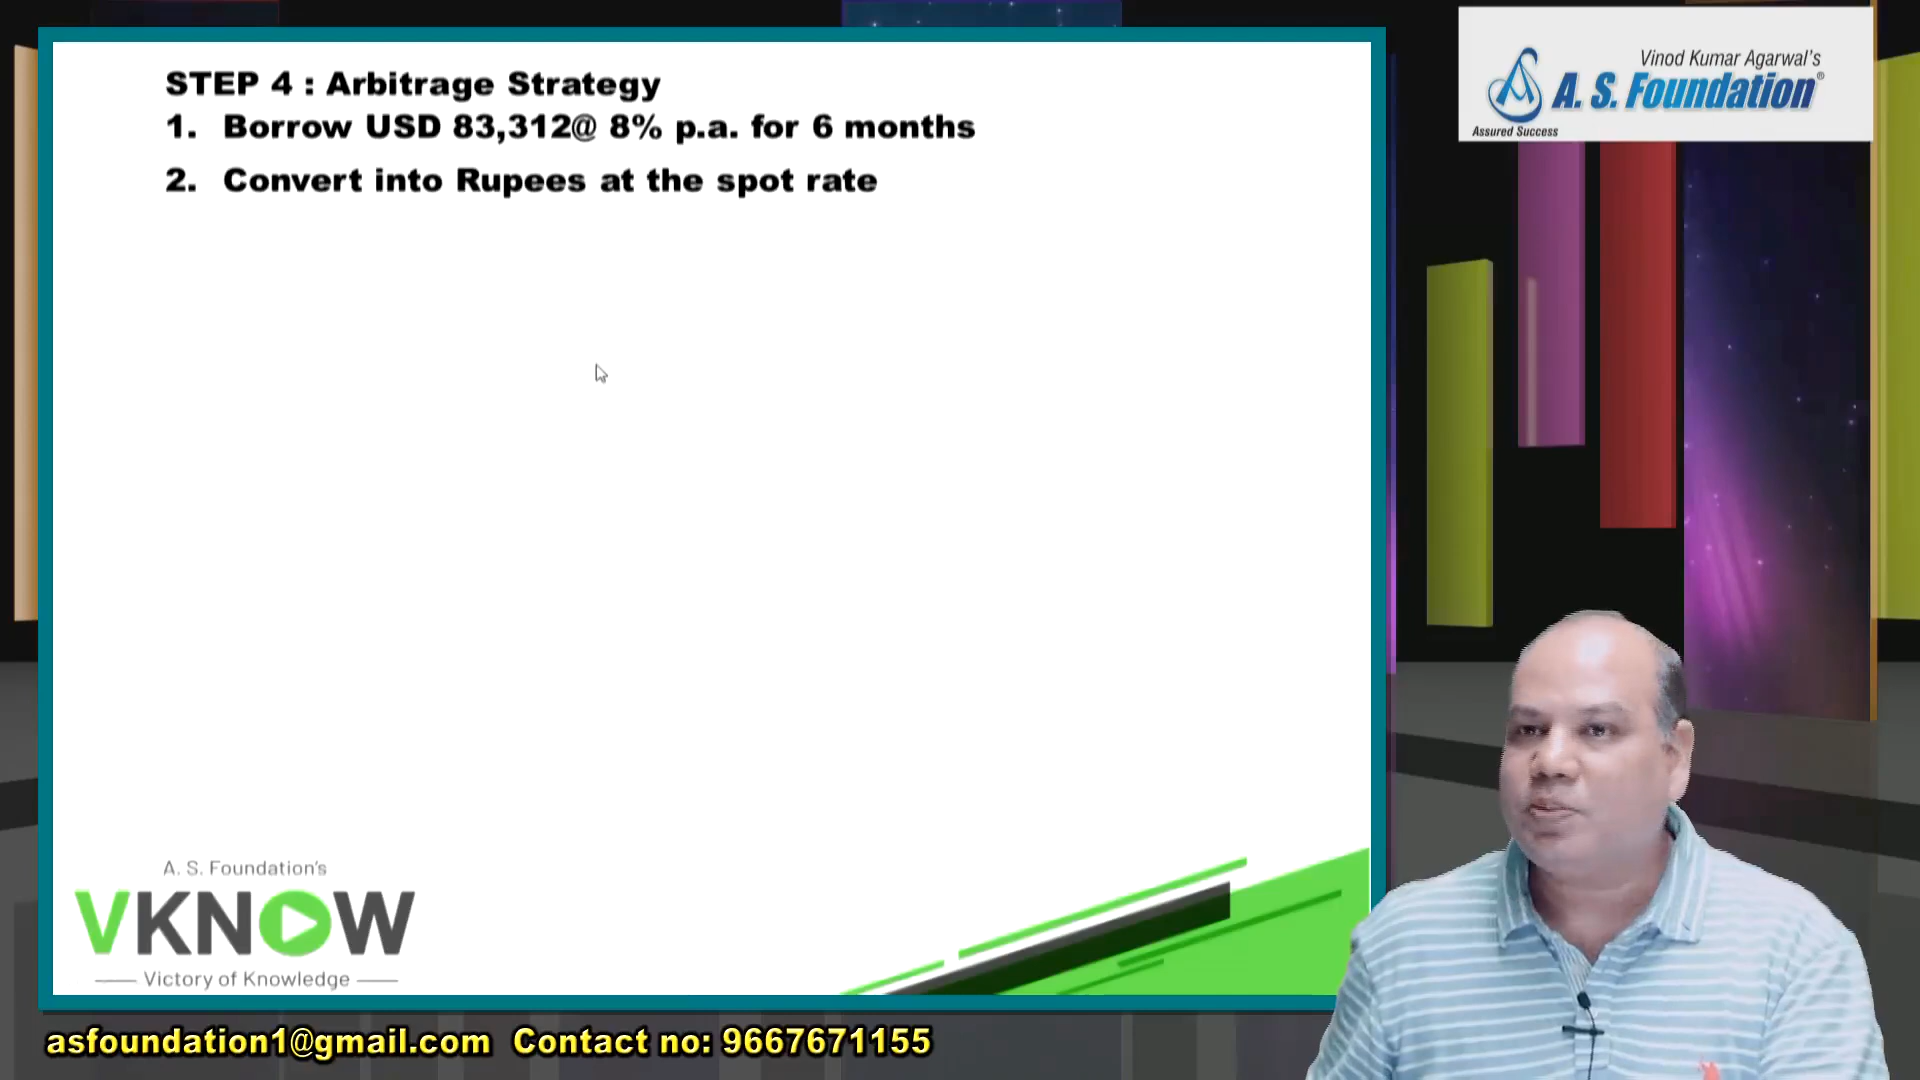 STEP 4 : Arbitrage Strategy
1. Borrow USD 83,312@ 8% p.a. for 6 months
2. Convert into Rupees at the spot rate
Vinod Kumar Agarwal's
A. S. Foundation®
Assured Success
A. S. Foundation's
VKNOW
Victory of Knowledge
asfoundation1@gmail.com Contact no: 9667671155